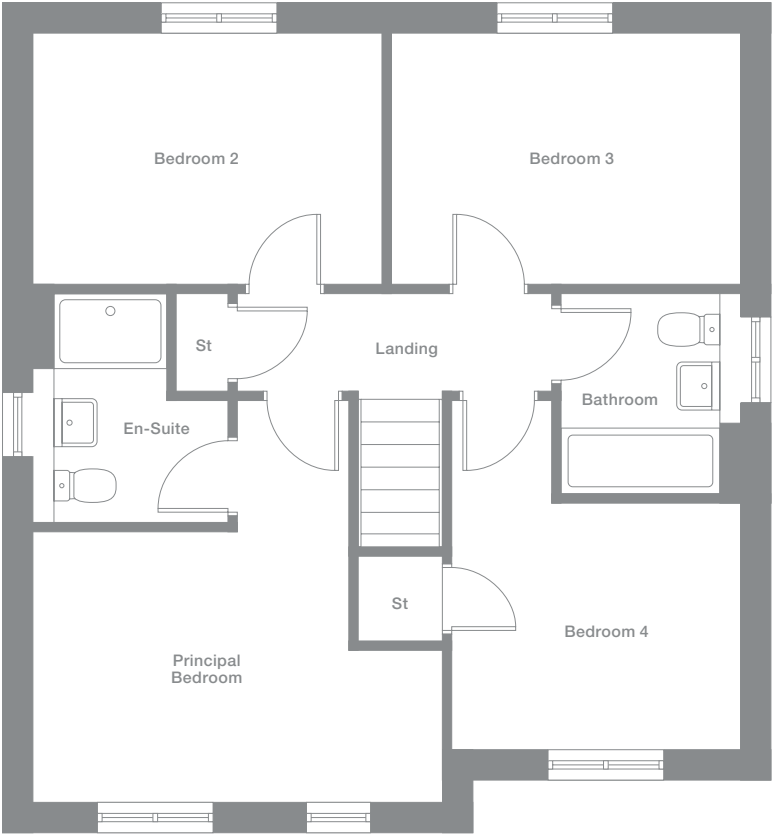 Bedroom 2
Bedroom 3
St
Landing
Bathroom
En-Suite
St
Bedroom 4
Principal
Bedroom